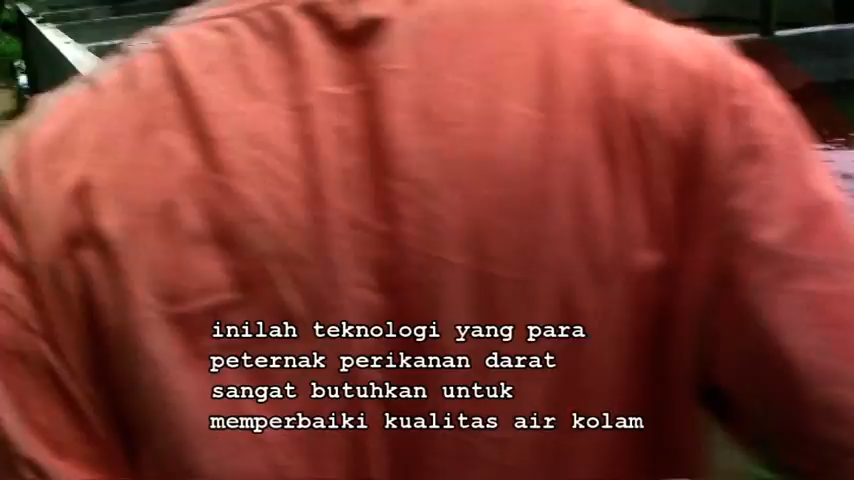 inilah teknologi yang para
peternak perikanan darat
sangat butuhkan untuk
memperbaiki kualitas air kolam